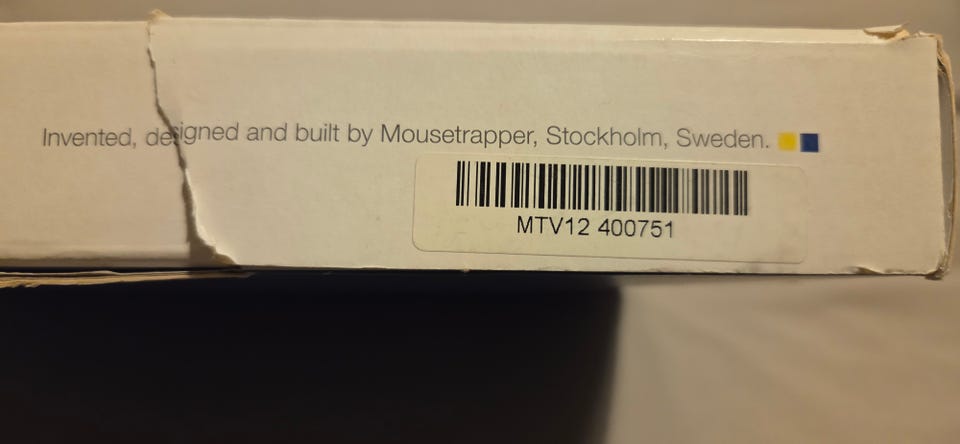 Invented, designed and built by Mousetrapper, Stockholm, Sweden.
MTV12 400751